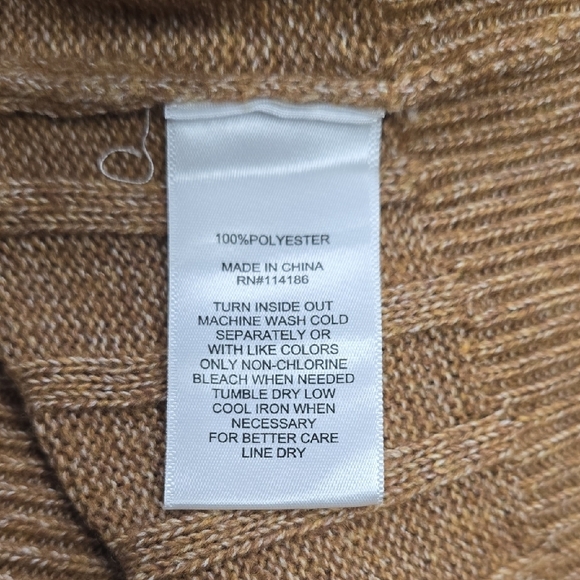 100%POLYESTER
MADE IN CHINA
RN#114186
TURN INSIDE OUT
MACHINE WASH COLD
SEPARATELY OR
WITH LIKE COLORS
ONLY NON-CHLORINE
BLEACH WHEN NEEDED
TUMBLE DRY LOW
COOL IRON WHEN
NECESSARY
FOR BETTER CARE
LINE DRY